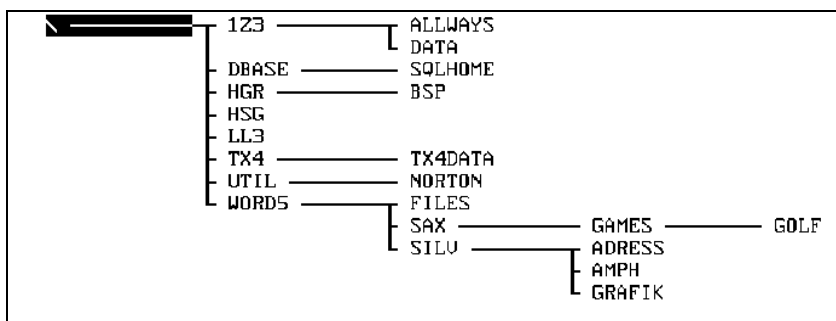 \ 123 ALLWAYS
DATA
DBASE SQLHOME
HGR BSP
HSG
LL3
TX4 TX4DATA
UTIL NORTON
WORD5 FILES
SAX GAMES GOLF
SILV ADRESS
AMPH
GRAFIK